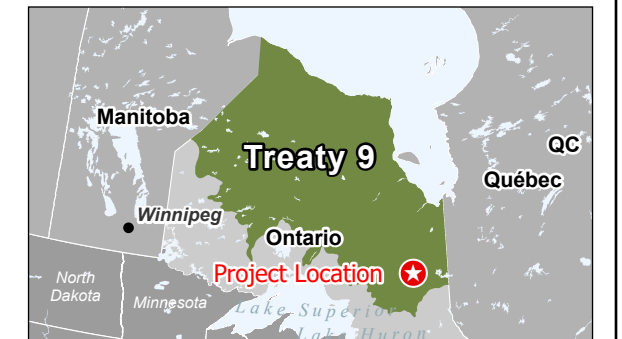 Manitoba
QC
Treaty 9
Québec
Winnipeg
Ontario
Project Location
North
Dakota
Minnesota
Lake Superior
Lake Huron